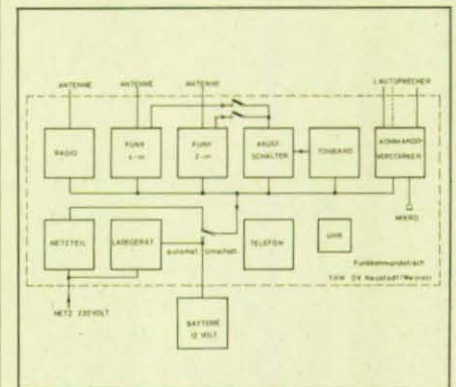 ANTENNE ANTENNE ANTENNE LAUTSPRECHER
RADIO
FUNK
4-m
FUNK
2-m
AKUST.
SCHALTER
TONBAND
KOMMANDO-
VERSTÄRKER
MIKRO
NETZTEIL
LADEGERÄT
automat. Umschalt.
TELEFON
UHR
Funkkommandotisch
THW OV Neustadt/Weinstr.
NETZ 220 VOLT
BATTERIE
12 VOLT